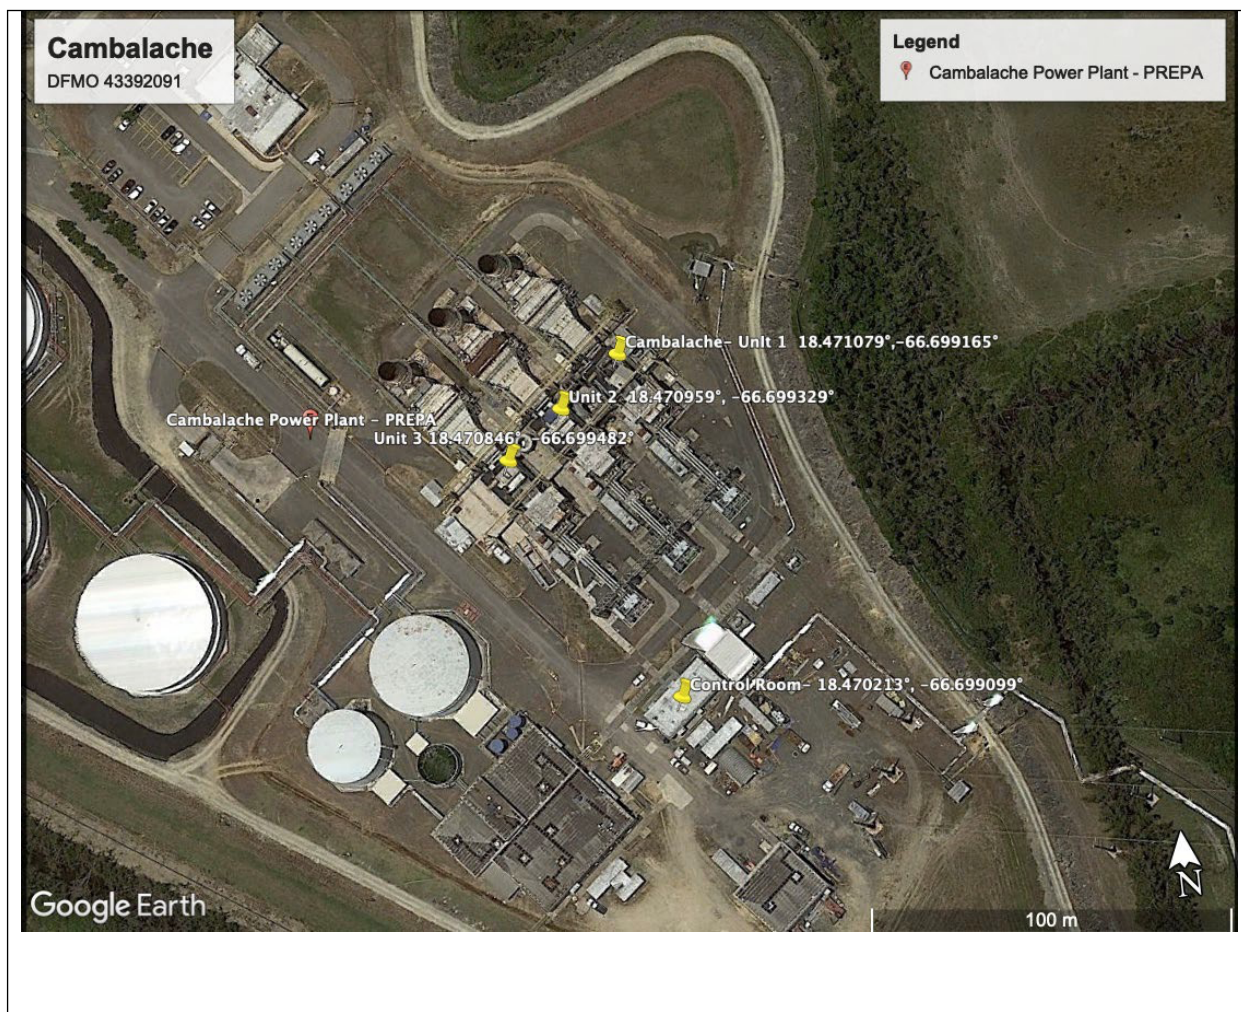 Cambalache
DFMO 43392091
Legend
Cambalache Power Plant - PREPA
Cambalache- Unit 1  18.471079°,-66.699165°
Unit 2  18.470959°, -66.699329°
Cambalache Power Plant - PREPA
Unit 3 18.470846°, -66.699482°
Control Room- 18.470213°, -66.699099°
Google Earth
N
100 m